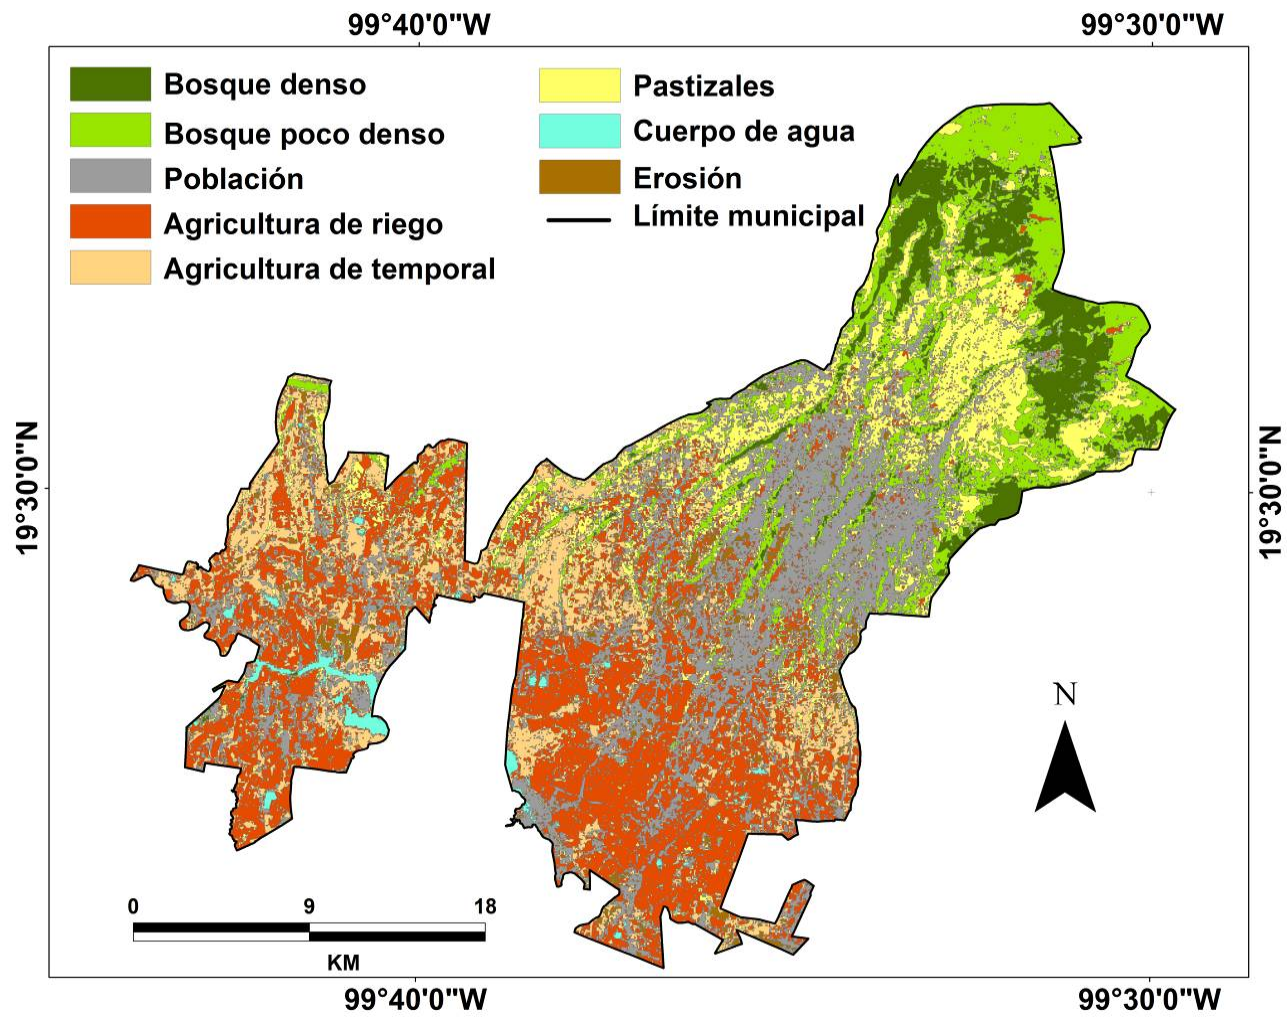 99°40'0"W
99°30'0"W
Bosque denso
Bosque poco denso
Población
Agricultura de riego
Agricultura de temporal
Pastizales
Cuerpo de agua
Erosión
Límite municipal
19°30'0"N
19°30'0"N
N
0 9 18
KM
99°40'0"W
99°30'0"W